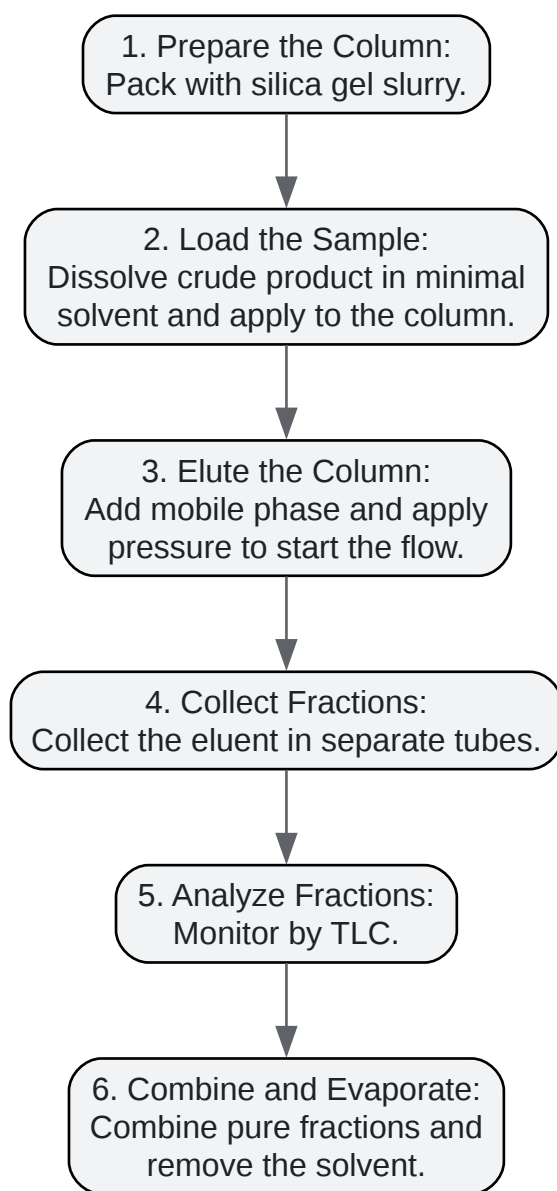 1. Prepare the Column:
Pack with silica gel slurry.
2. Load the Sample:
Dissolve crude product in minimal
solvent and apply to the column.
3. Elute the Column:
Add mobile phase and apply
pressure to start the flow.
4. Collect Fractions:
Collect the eluent in separate tubes.
5. Analyze Fractions:
Monitor by TLC.
6. Combine and Evaporate:
Combine pure fractions and
remove the solvent.